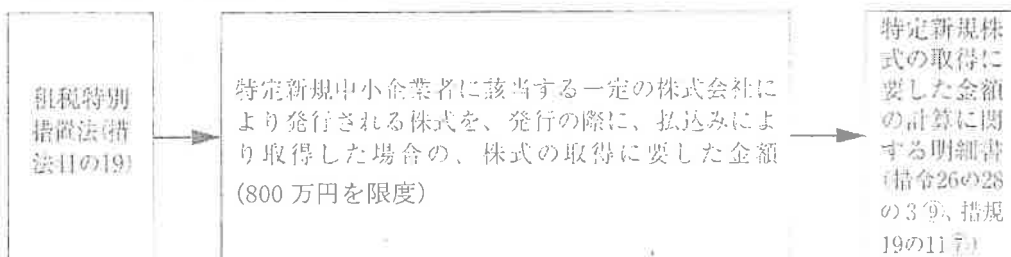 租税特別
措置法(措
法41の19)
特定新規中小企業者に該当する一定の株式会社に
より発行される株式を、発行の際に、払込みによ
り取得した場合の、株式の取得に要した金額
(800 万円を限度)
特定新規株
式の取得に
要した金額
の計算に関
する明細書
(措令26の28
の3⑨、措規
19の11⑦)